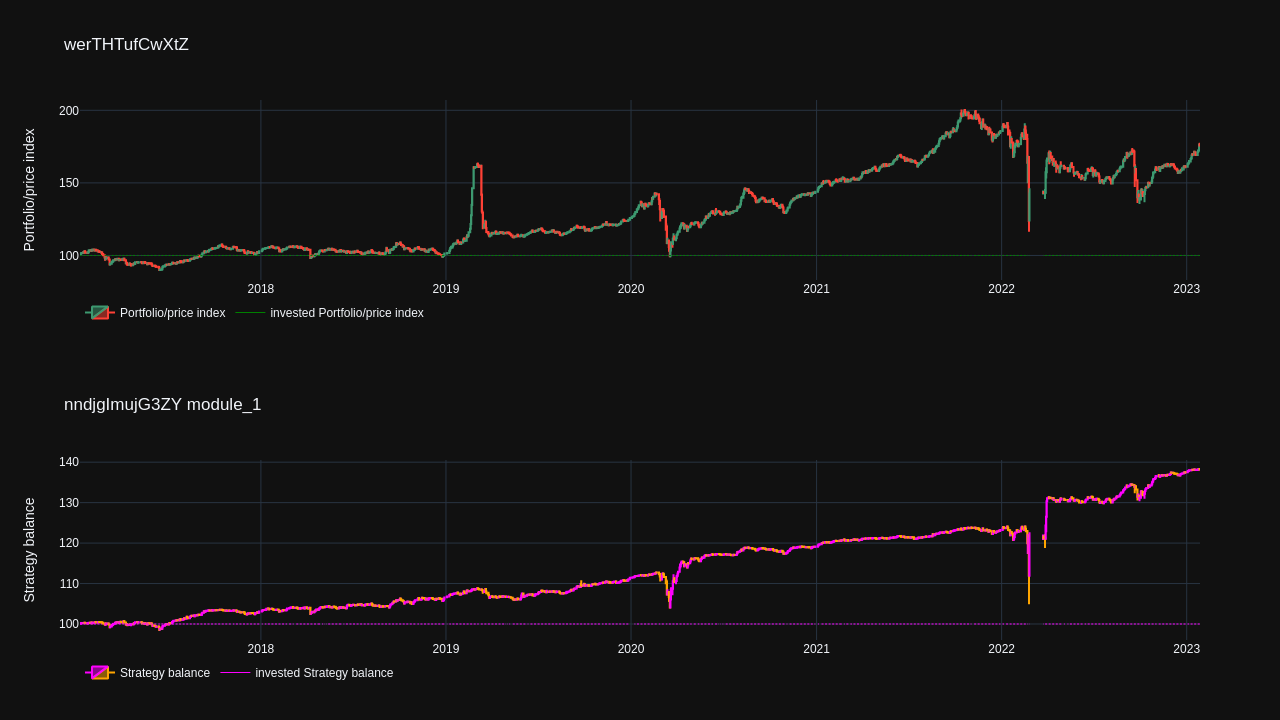 werTHTufCwXtZ
Portfolio/price index
200
150
100
2018 2019 2020 2021 2022 2023
Portfolio/price index invested Portfolio/price index
nndjgImujG3ZY module_1
Strategy balance
140
130
120
110
100
2018 2019 2020 2021 2022 2023
Strategy balance invested Strategy balance